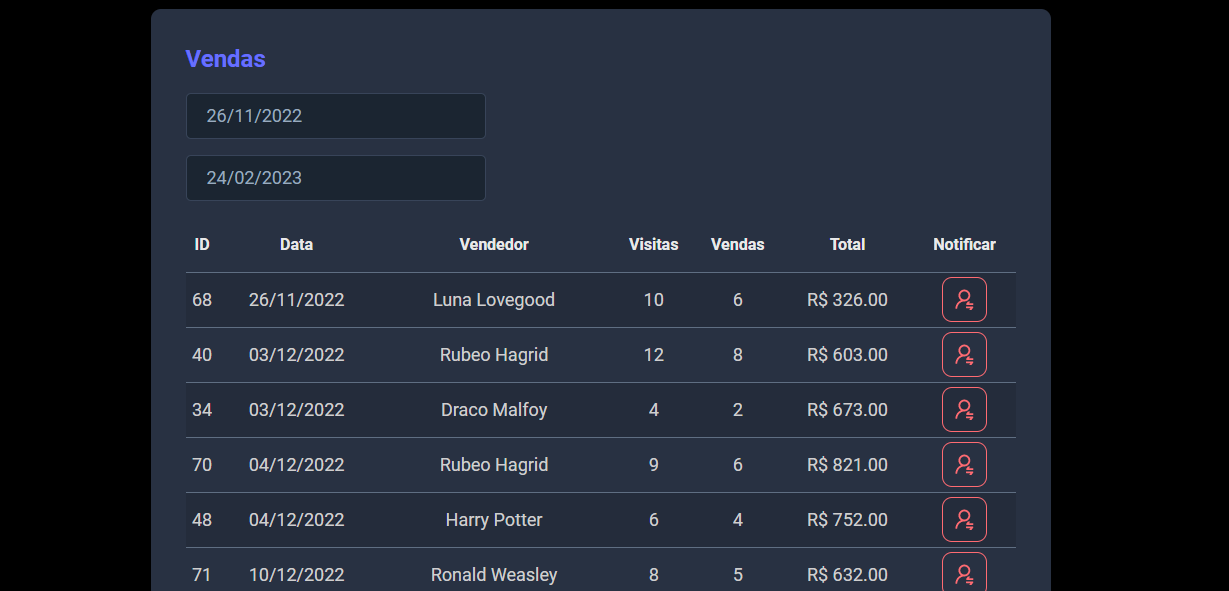 Vendas
26/11/2022
24/02/2023
ID Data Vendedor Visitas Vendas Total Notificar
68 26/11/2022 Luna Lovegood 10 6 R$ 326.00
40 03/12/2022 Rubeo Hagrid 12 8 R$ 603.00
34 03/12/2022 Draco Malfoy 4 2 R$ 673.00
70 04/12/2022 Rubeo Hagrid 9 6 R$ 821.00
48 04/12/2022 Harry Potter 6 4 R$ 752.00
71 10/12/2022 Ronald Weasley 8 5 R$ 632.00